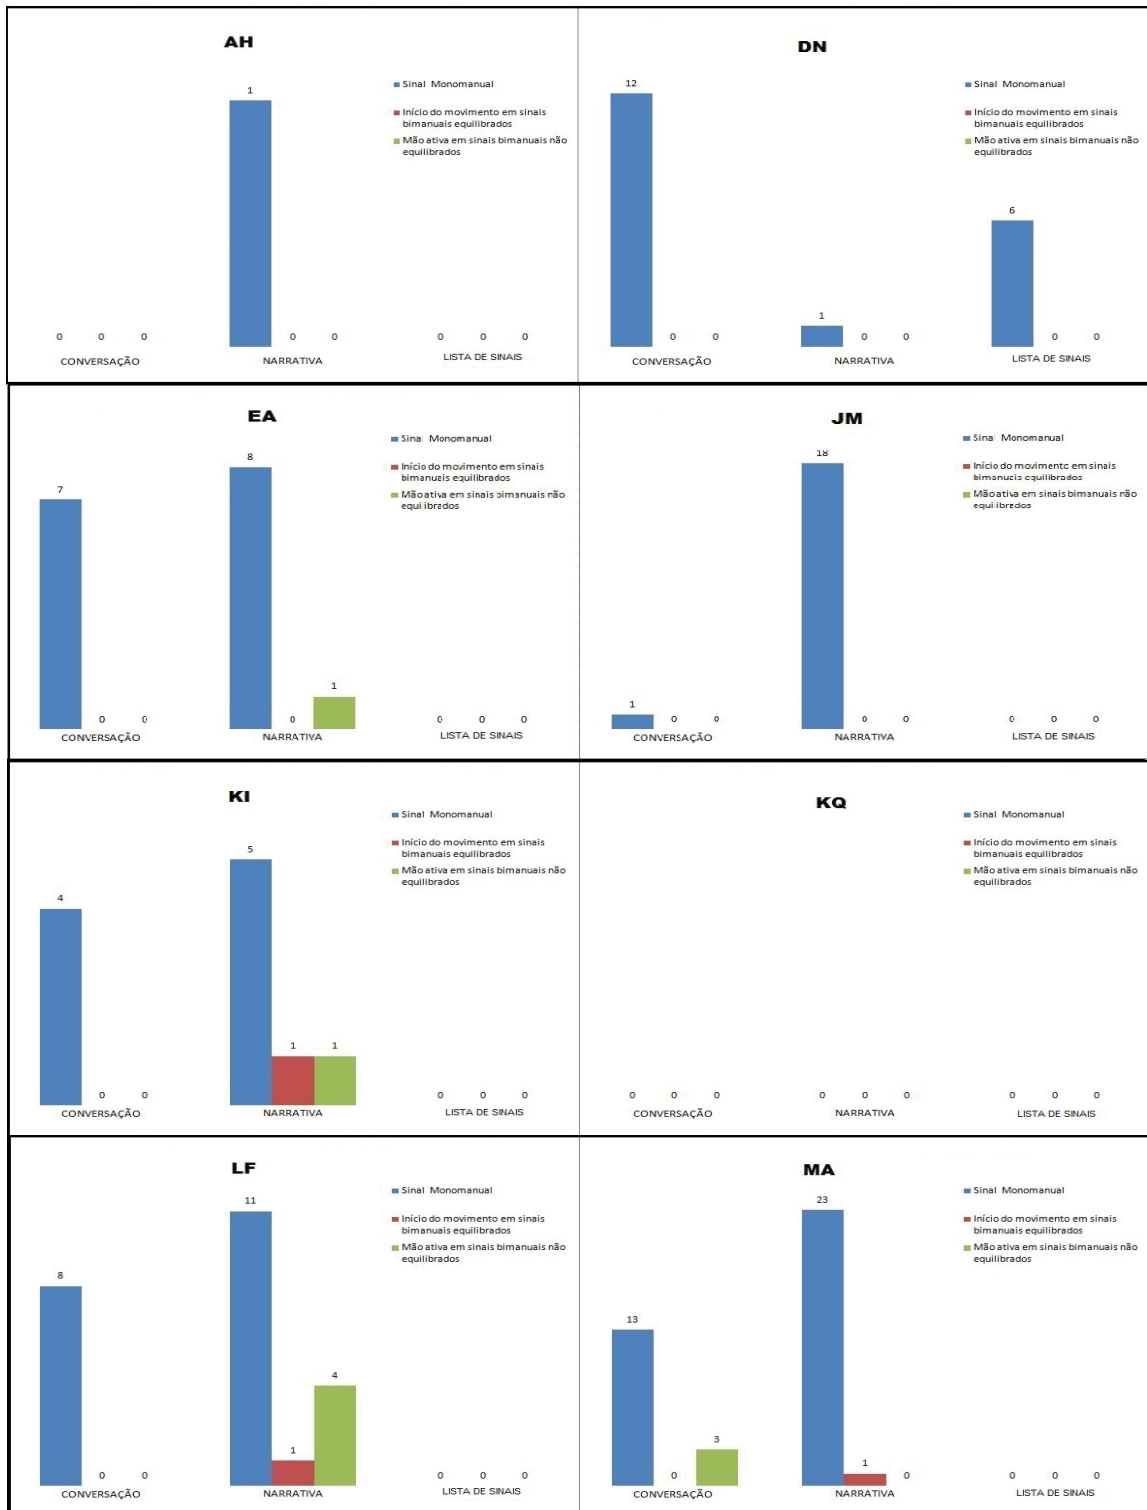 AH
Sinal Monomanual
Início do movimento em sinais
bimanuais equilibrados
Mão ativa em sinais bimanuais não
equilibrados
1
0 0 0
0 0
0 0 0
CONVERSAÇÃO
NARRATIVA
LISTA DE SINAIS
DN
Sinal Monomanual
Início do movimento em sinais
bimanuais equilibrados
Mão ativa em sinais bimanuais não
equilibrados
12
6
1
0 0
0 0
0 0
CONVERSAÇÃO
NARRATIVA
LISTA DE SINAIS
EA
Sinal Monomanual
Início do movimento em sinais
bimanuais equilibrados
Mão ativa em sinais bimanuais não
equilibrados
8
7
1
0 0
0
0 0 0
CONVERSAÇÃO
NARRATIVA
LISTA DE SINAIS
JM
Sinal Monomanual
Início do movimento em sinais
bimanuais equilibrados
Mão ativa em sinais bimanuais não
equilibrados
18
1
0 0
0 0
0 0 0
CONVERSAÇÃO
NARRATIVA
LISTA DE SINAIS
KI
Sinal Monomanual
Início do movimento em sinais
bimanuais equilibrados
Mão ativa em sinais bimanuais não
equilibrados
5
4
1 1
0 0
0 0 0
CONVERSAÇÃO
NARRATIVA
LISTA DE SINAIS
KQ
Sinal Monomanual
Início do movimento em sinais
bimanuais equilibrados
Mão ativa em sinais bimanuais não
equilibrados
0 0 0
0 0 0
0 0 0
CONVERSAÇÃO
NARRATIVA
LISTA DE SINAIS
LF
Sinal Monomanual
Início do movimento em sinais
bimanuais equilibrados
Mão ativa em sinais bimanuais não
equilibrados
11
8
4
1
0 0
0 0 0
CONVERSAÇÃO
NARRATIVA
LISTA DE SINAIS
MA
Sinal Monomanual
Início do movimento em sinais
bimanuais equilibrados
Mão ativa em sinais bimanuais não
equilibrados
23
13
3
1
0
0
0 0 0
CONVERSAÇÃO
NARRATIVA
LISTA DE SINAIS